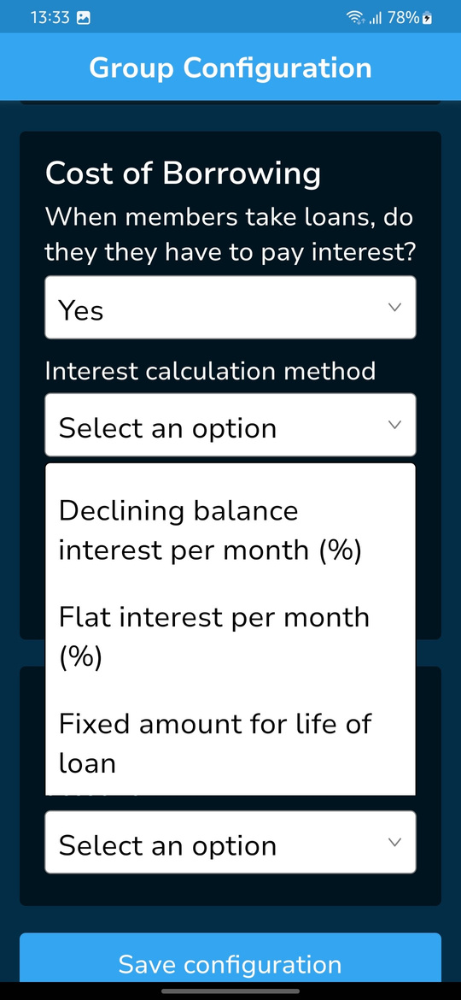 13:33
78%
Group Configuration
Cost of Borrowing
When members take loans, do
they they have to pay interest?
Yes
Interest calculation method
Select an option
Declining balance
interest per month (%)
Flat interest per month
(%)
Fixed amount for life of
loan
Select an option
Save configuration